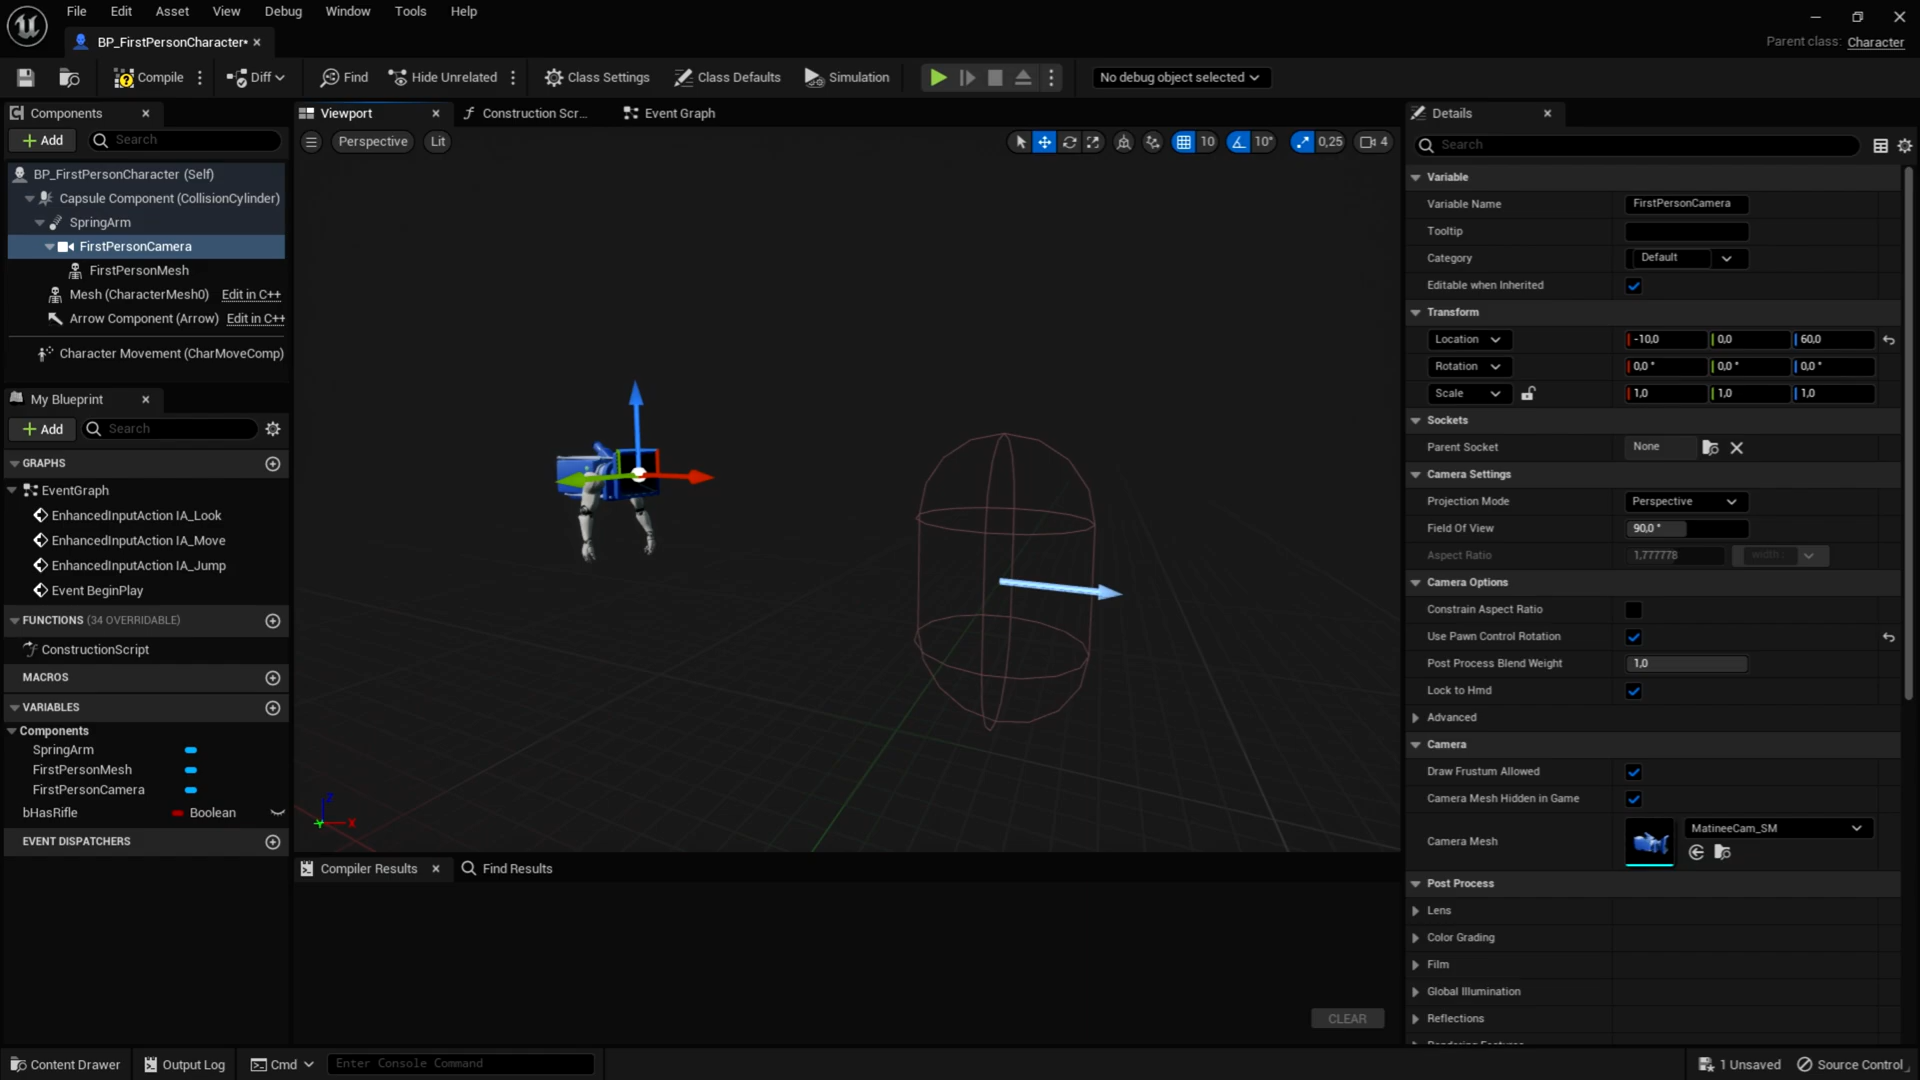 File Edit Asset View Debug Window Tools Help
BP_FirstPersonCharacter•
Parent class: Character
Compile Diff Find Hide Unrelated Class Settings Class Defaults Simulation No debug object selected
Components
Add Search
BP_FirstPersonCharacter (Self)
Capsule Component (CollisionCylinder)
SpringArm
FirstPersonCamera
FirstPersonMesh
Mesh (CharacterMesh0) Edit in C++
Arrow Component (Arrow) Edit in C++
Character Movement (CharMoveComp)
My Blueprint
Add Search
GRAPHS
EventGraph
EnhancedInputAction IA_Look
EnhancedInputAction IA_Move
EnhancedInputAction IA_Jump
Event BeginPlay
FUNCTIONS (34 OVERRIDABLE)
ConstructionScript
MACROS
VARIABLES
Components
SpringArm
FirstPersonMesh
FirstPersonCamera
bHasRifle Boolean
EVENT DISPATCHERS
Viewport Construction Scr... Event Graph
Perspective Lit 10 10° 0,25 4
Z
Y X
Compiler Results Find Results
CLEAR
Details
Search
Variable
Variable Name FirstPersonCamera
Tooltip
Category Default
Editable when Inherited
Transform
Location -10,0 0,0 60,0
Rotation 0,0 ° 0,0 ° 0,0 °
Scale 1,0 1,0 1,0
Sockets
Parent Socket None
Camera Settings
Projection Mode Perspective
Field Of View 90,0 °
Aspect Ratio 1,777778 width :
Camera Options
Constrain Aspect Ratio
Use Pawn Control Rotation
Post Process Blend Weight 1,0
Lock to Hmd
Advanced
Camera
Draw Frustum Allowed
Camera Mesh Hidden in Game
Camera Mesh MatineeCam_SM
Post Process
Lens
Color Grading
Film
Global Illumination
Reflections
Rendering Features
Content Drawer Output Log Cmd Enter Console Command 1 Unsaved Source Control